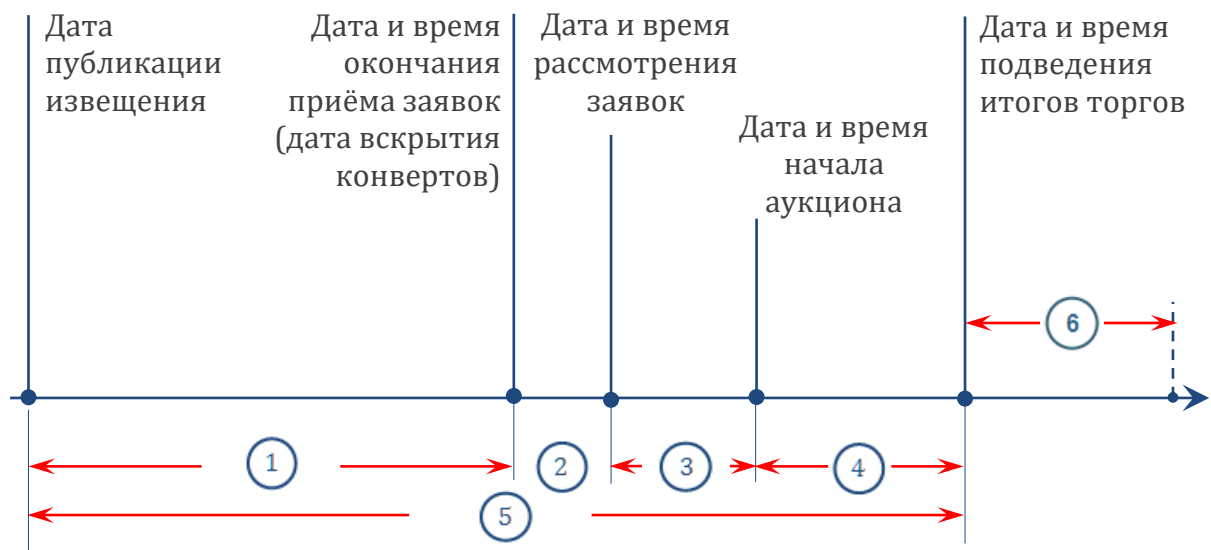 Дата
публикации
извещения
Дата и время
окончания
приёма заявок
(дата вскрытия
конвертов)
Дата и время
рассмотрения
заявок
Дата и время
начала
аукциона
Дата и время
подведения
итогов торгов
6
1
2
3
4
5